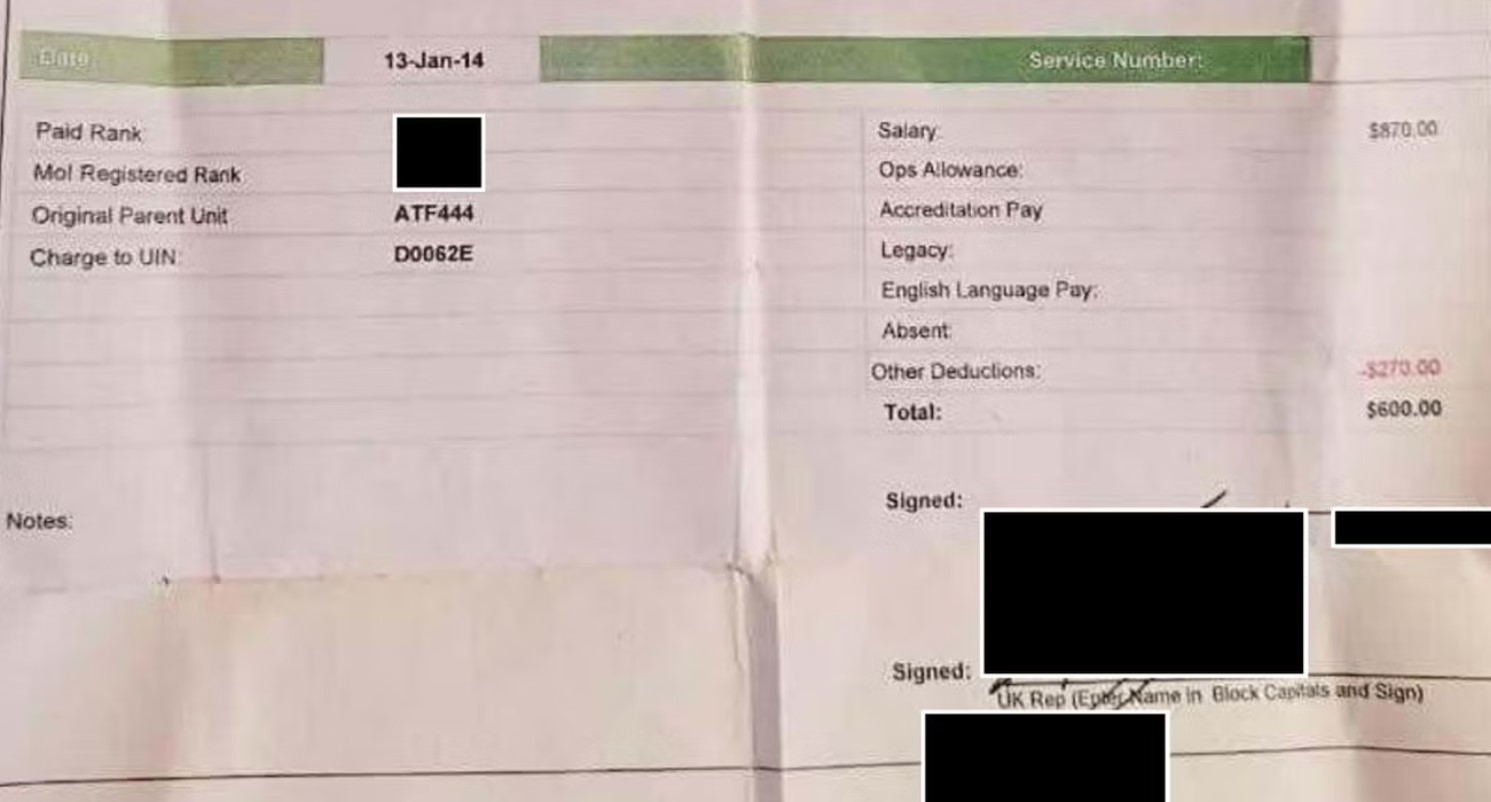 Date 13-Jan-14 Service Number:
Paid Rank
MoI Registered Rank
Original Parent Unit ATF444
Charge to UIN: D0062E
Salary: $870.00
Ops Allowance:
Accreditation Pay
Legacy:
English Language Pay:
Absent:
Other Deductions: -$270.00
Total: $600.00
Notes:
Signed:
Signed:
UK Rep (Enter Name in Block Capitals and Sign)